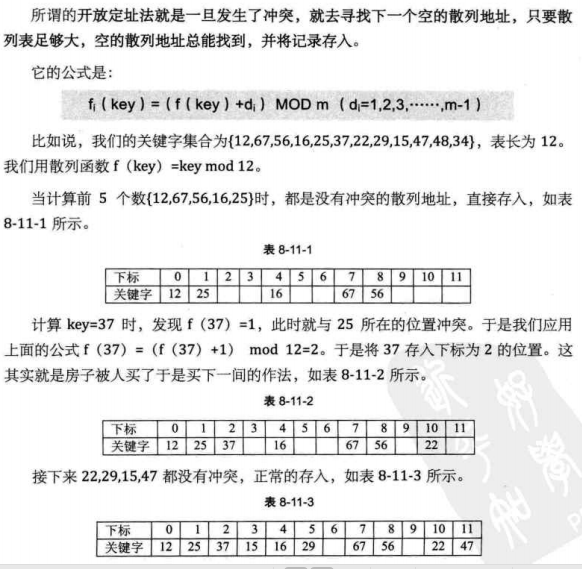 所谓的开放定址法就是一旦发生了冲突，就去寻找下一个空的散列地址，只要散
列表足够大，空的散列地址总能找到，并将记录存入。
它的公式是：
fᵢ（key）=（f（key）+dᵢ）MOD m（dᵢ=1,2,3,……,m-1）
比如说，我们的关键字集合为{12,67,56,16,25,37,22,29,15,47,48,34}，表长为 12。
我们用散列函数 f（key）=key mod 12。
当计算前 5 个数{12,67,56,16,25}时，都是没有冲突的散列地址，直接存入，如表
8-11-1 所示。
表 8-11-1
下标 0 1 2 3 4 5 6 7 8 9 10 11
关键字 12 25 16 67 56
计算 key=37 时，发现 f（37）=1，此时就与 25 所在的位置冲突。于是我们应用
上面的公式 f（37）=（f（37）+1） mod 12=2。于是将 37 存入下标为 2 的位置。这
其实就是房子被人买了于是买下一间的作法，如表 8-11-2 所示。
表 8-11-2
下标 0 1 2 3 4 5 6 7 8 9 10 11
关键字 12 25 37 16 67 56 22
接下来 22,29,15,47 都没有冲突，正常的存入，如表 8-11-3 所示。
表 8-11-3
下标 0 1 2 3 4 5 6 7 8 9 10 11
关键字 12 25 37 15 16 29 67 56 22 47